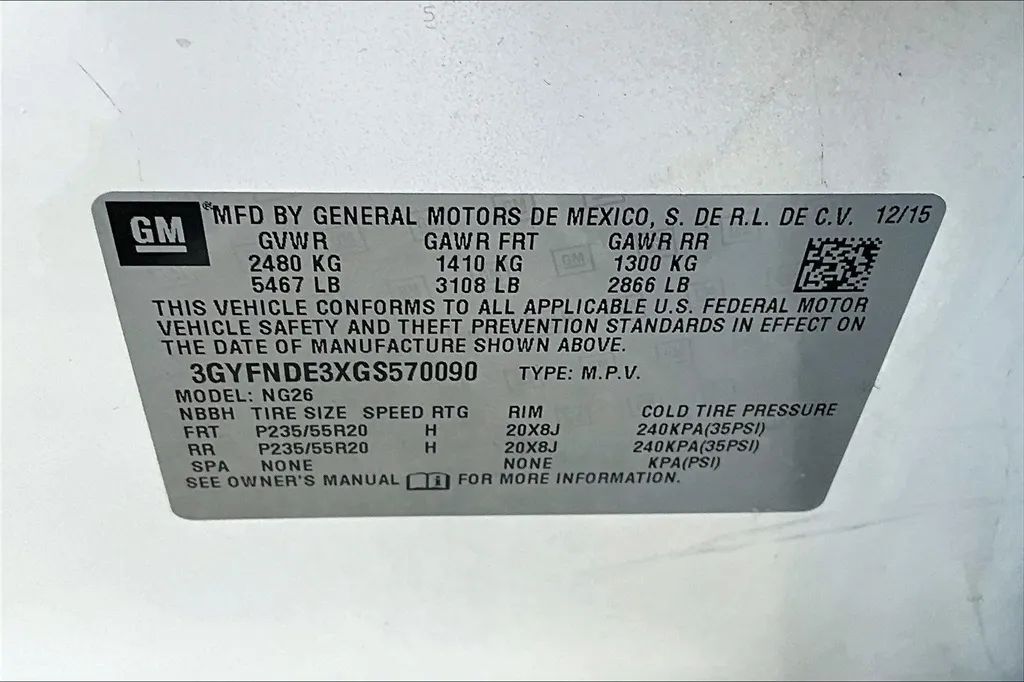 5
GM ®MFD BY GENERAL MOTORS DE MEXICO, S. DE R.L. DE C.V. 12/15
GVWR GAWR FRT GAWR RR
2480 KG 1410 KG 1300 KG
5467 LB 3108 LB 2866 LB
THIS VEHICLE CONFORMS TO ALL APPLICABLE U.S. FEDERAL MOTOR
VEHICLE SAFETY AND THEFT PREVENTION STANDARDS IN EFFECT ON
THE DATE OF MANUFACTURE SHOWN ABOVE.
3GYFNDE3XGS570090 TYPE: M.P.V.
MODEL: NG26
NBBH TIRE SIZE SPEED RTG RIM COLD TIRE PRESSURE
FRT P235/55R20 H 20X8J 240KPA(35PSI)
RR P235/55R20 H 20X8J 240KPA(35PSI)
SPA NONE NONE KPA(PSI)
SEE OWNER'S MANUAL FOR MORE INFORMATION.